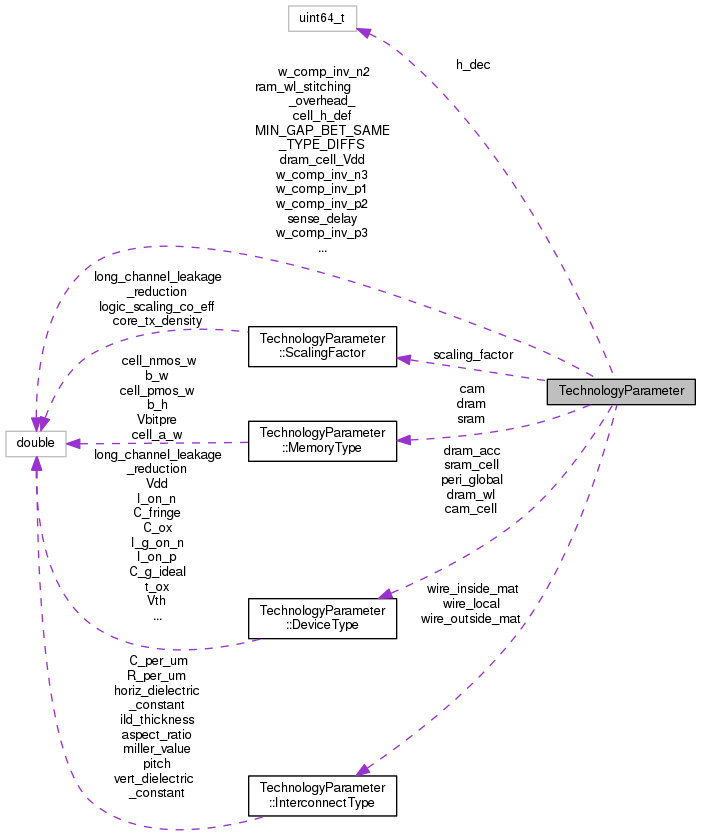 uint64_t
h_dec
w_comp_inv_n2
ram_wl_stitching
_overhead_
cell_h_def
MIN_GAP_BET_SAME
_TYPE_DIFFS
dram_cell_Vdd
w_comp_inv_n3
w_comp_inv_p1
w_comp_inv_p2
sense_delay
w_comp_inv_p3
...
long_channel_leakage
_reduction
logic_scaling_co_eff
core_tx_density
TechnologyParameter
::ScalingFactor
scaling_factor
TechnologyParameter
cell_nmos_w
b_w
cell_pmos_w
b_h
Vbitpre
cell_a_w
cam
dram
sram
double
TechnologyParameter
::MemoryType
long_channel_leakage
_reduction
Vdd
I_on_n
C_fringe
C_ox
I_g_on_n
I_on_p
C_g_ideal
t_ox
Vth
...
dram_acc
sram_cell
peri_global
dram_wl
cam_cell
TechnologyParameter
::DeviceType
wire_inside_mat
wire_local
wire_outside_mat
C_per_um
R_per_um
horiz_dielectric
_constant
ild_thickness
aspect_ratio
miller_value
pitch
vert_dielectric
_constant
TechnologyParameter
::InterconnectType